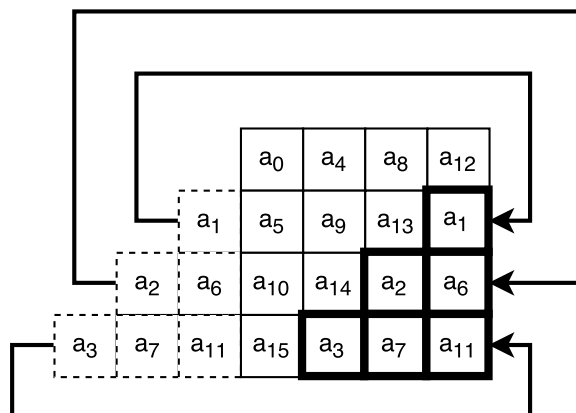 a₀ a₄ a₈ a₁₂
a₁ a₅ a₉ a₁₃ a₁
a₂ a₆ a₁₀ a₁₄ a₂ a₆
a₃ a₇ a₁₁ a₁₅ a₃ a₇ a₁₁